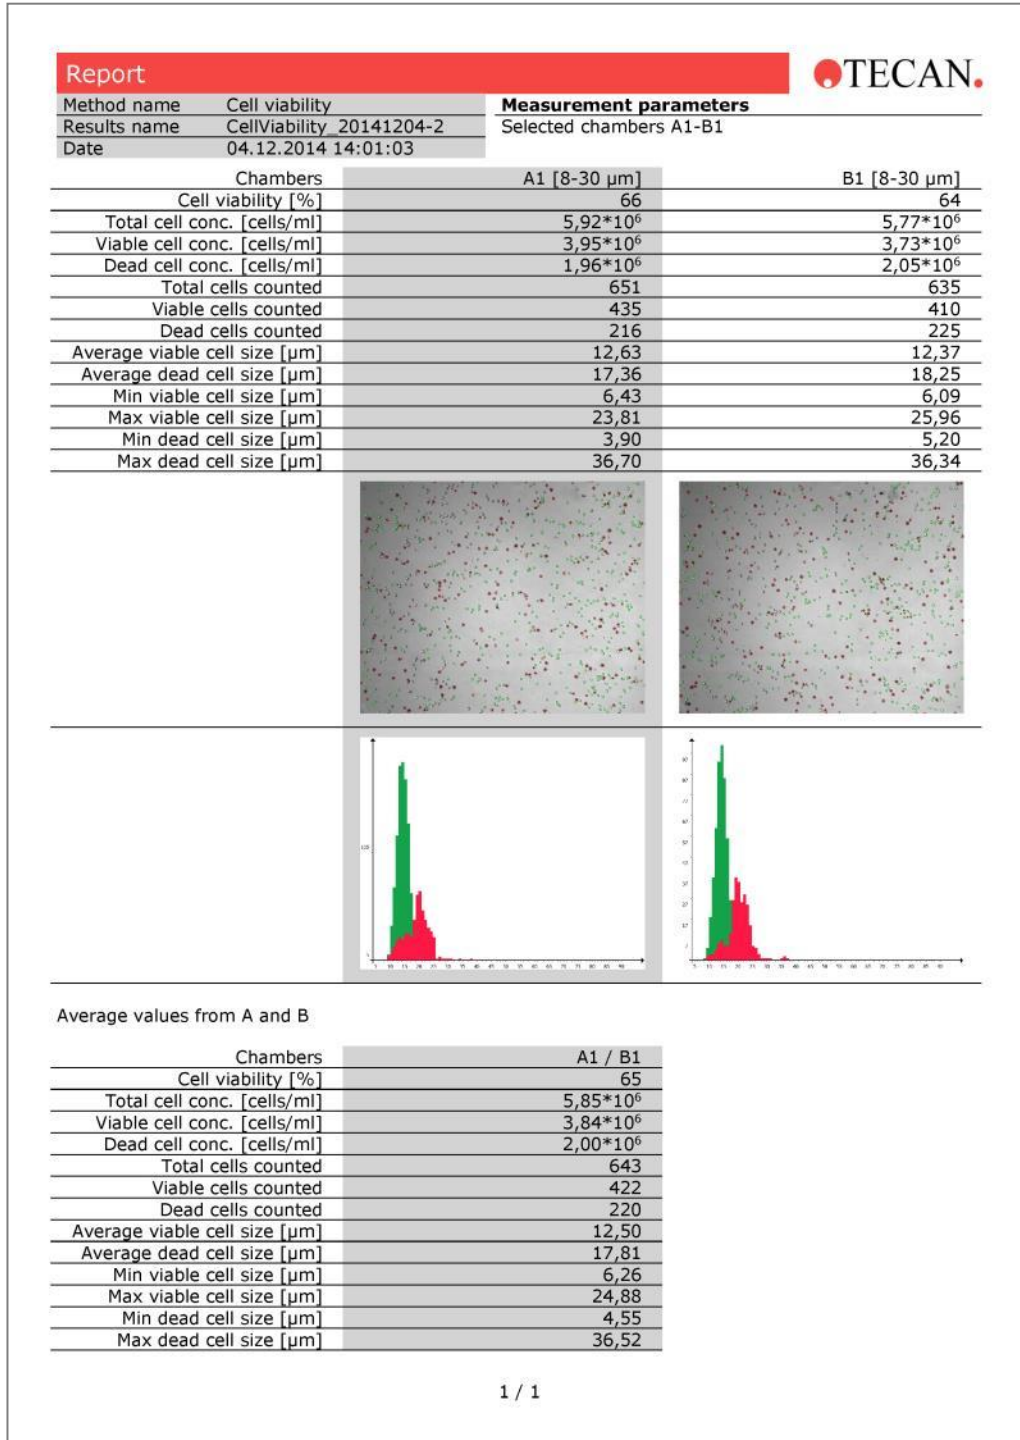 Report
TECAN.
Method name Cell viability
Measurement parameters
Results name CellViability_20141204-2
Selected chambers A1-B1
Date 04.12.2014 14:01:03
Chambers A1 [8-30 µm] B1 [8-30 µm]
Cell viability [%] 66 64
Total cell conc. [cells/ml] 5,92*10⁶ 5,77*10⁶
Viable cell conc. [cells/ml] 3,95*10⁶ 3,73*10⁶
Dead cell conc. [cells/ml] 1,96*10⁶ 2,05*10⁶
Total cells counted 651 635
Viable cells counted 435 410
Dead cells counted 216 225
Average viable cell size [µm] 12,63 12,37
Average dead cell size [µm] 17,36 18,25
Min viable cell size [µm] 6,43 6,09
Max viable cell size [µm] 23,81 25,96
Min dead cell size [µm] 3,90 5,20
Max dead cell size [µm] 36,70 36,34
Average values from A and B
Chambers A1 / B1
Cell viability [%] 65
Total cell conc. [cells/ml] 5,85*10⁶
Viable cell conc. [cells/ml] 3,84*10⁶
Dead cell conc. [cells/ml] 2,00*10⁶
Total cells counted 643
Viable cells counted 422
Dead cells counted 220
Average viable cell size [µm] 12,50
Average dead cell size [µm] 17,81
Min viable cell size [µm] 6,26
Max viable cell size [µm] 24,88
Min dead cell size [µm] 4,55
Max dead cell size [µm] 36,52
1 / 1